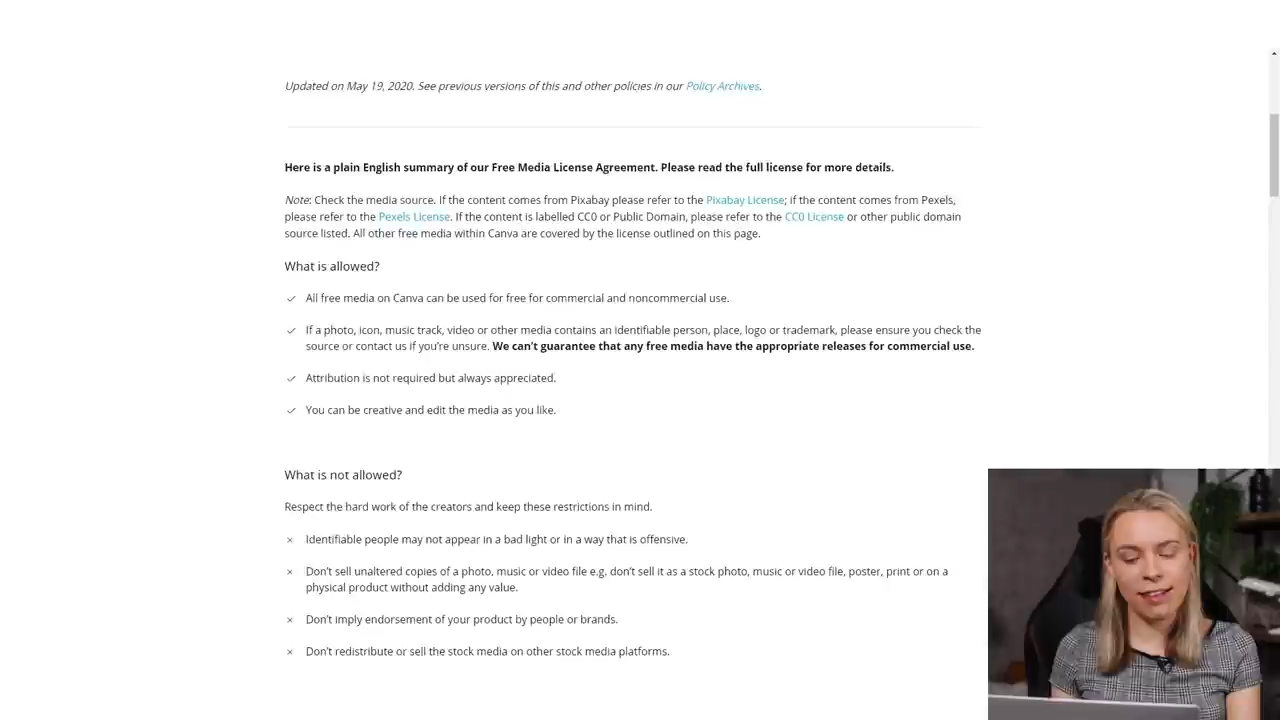 Updated on May 19, 2020. See previous versions of this and other policies in our Policy Archives.
Here is a plain English summary of our Free Media License Agreement. Please read the full license for more details.
Note: Check the media source. If the content comes from Pixabay please refer to the Pixabay License; if the content comes from Pexels,
please refer to the Pexels License. If the content is labelled CC0 or Public Domain, please refer to the CC0 License or other public domain
source listed. All other free media within Canva are covered by the license outlined on this page.
What is allowed?
All free media on Canva can be used for free for commercial and noncommercial use.
If a photo, icon, music track, video or other media contains an identifiable person, place, logo or trademark, please ensure you check the
source or contact us if you're unsure. We can't guarantee that any free media have the appropriate releases for commercial use.
Attribution is not required but always appreciated.
You can be creative and edit the media as you like.
What is not allowed?
Respect the hard work of the creators and keep these restrictions in mind.
Identifiable people may not appear in a bad light or in a way that is offensive.
Don't sell unaltered copies of a photo, music or video file e.g. don't sell it as a stock photo, music or video file, poster, print or on a
physical product without adding any value.
Don't imply endorsement of your product by people or brands.
Don't redistribute or sell the stock media on other stock media platforms.